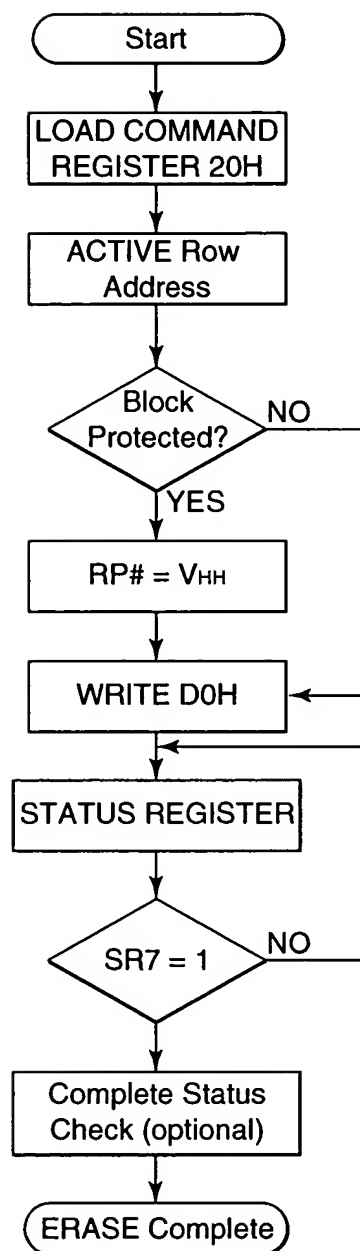 Start
LOAD COMMAND
REGISTER 20H
ACTIVE Row
Address
Block
Protected?
NO
YES
RP# = VHH
WRITE D0H
STATUS REGISTER
SR7 = 1
NO
Complete Status
Check (optional)
ERASE Complete